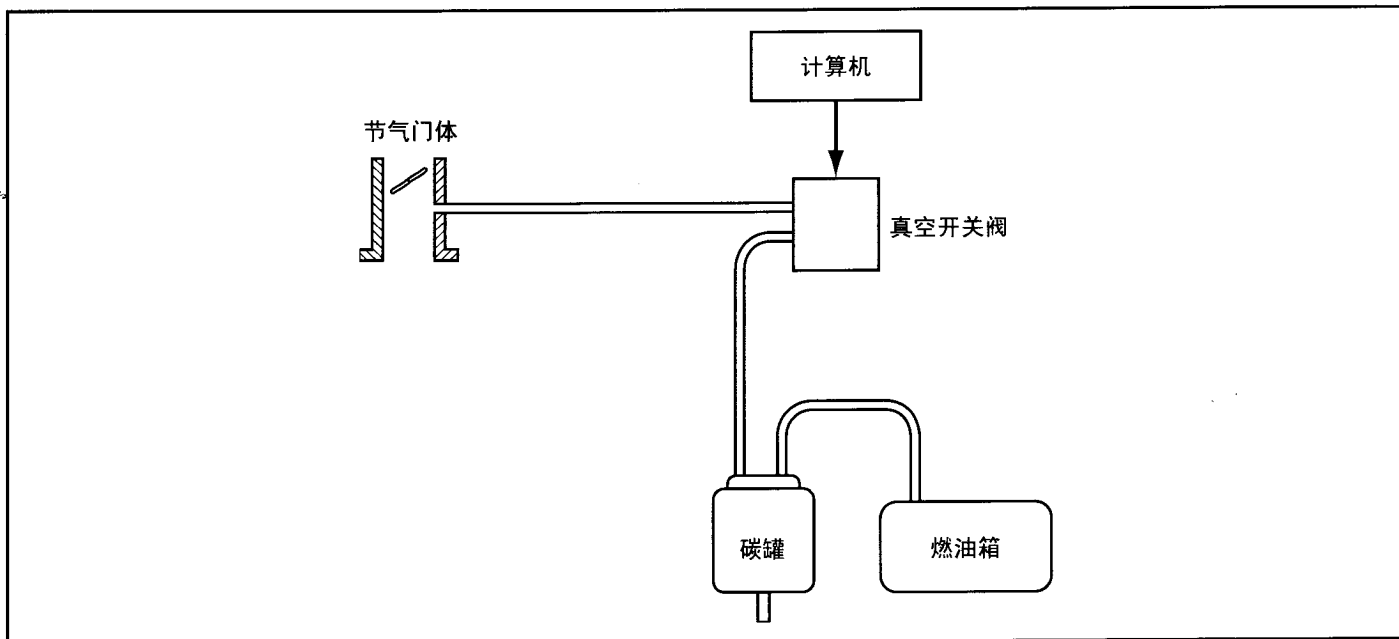 计算机
节气门体
真空开关阀
碳罐
燃油箱